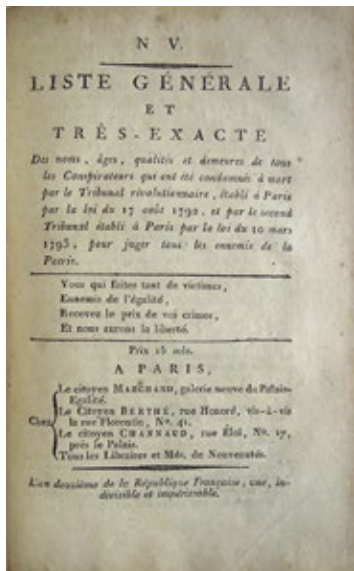 N V.
LISTE GÉNÉRALE
ET
TRÈS-EXACTE
Des noms, âges, qualités et demeures de tous
les Conspirateurs qui ont été condamnés à mort
par le Tribunal révolutionnaire, établi à Paris
par la loi du 17 août 1792, et par le second
Tribunal établi à Paris par la loi du 10 mars
1793, pour juger tous les ennemis de la
Patrie.
Vous qui faites tant de victimes,
Ennemis de l'égalité,
Recevez le prix de vos crimes,
Et nous aurons la liberté.
Prix 15 sols.
A PARIS,
Le citoyen MARCHAND, galerie neuve du Palais-
Egalité.
Le Citoyen BERTHÉ, rue Honoré, vis-à-vis
Chez la rue Florentin, No. 41.
Le citoyen CHANNAUD, rue Éloi, No. 17,
près le Palais.
Tous les Libraires et Mds. de Nouveautés.
L'an deuxième de la République Française, une, in-
divisible et impérissable.